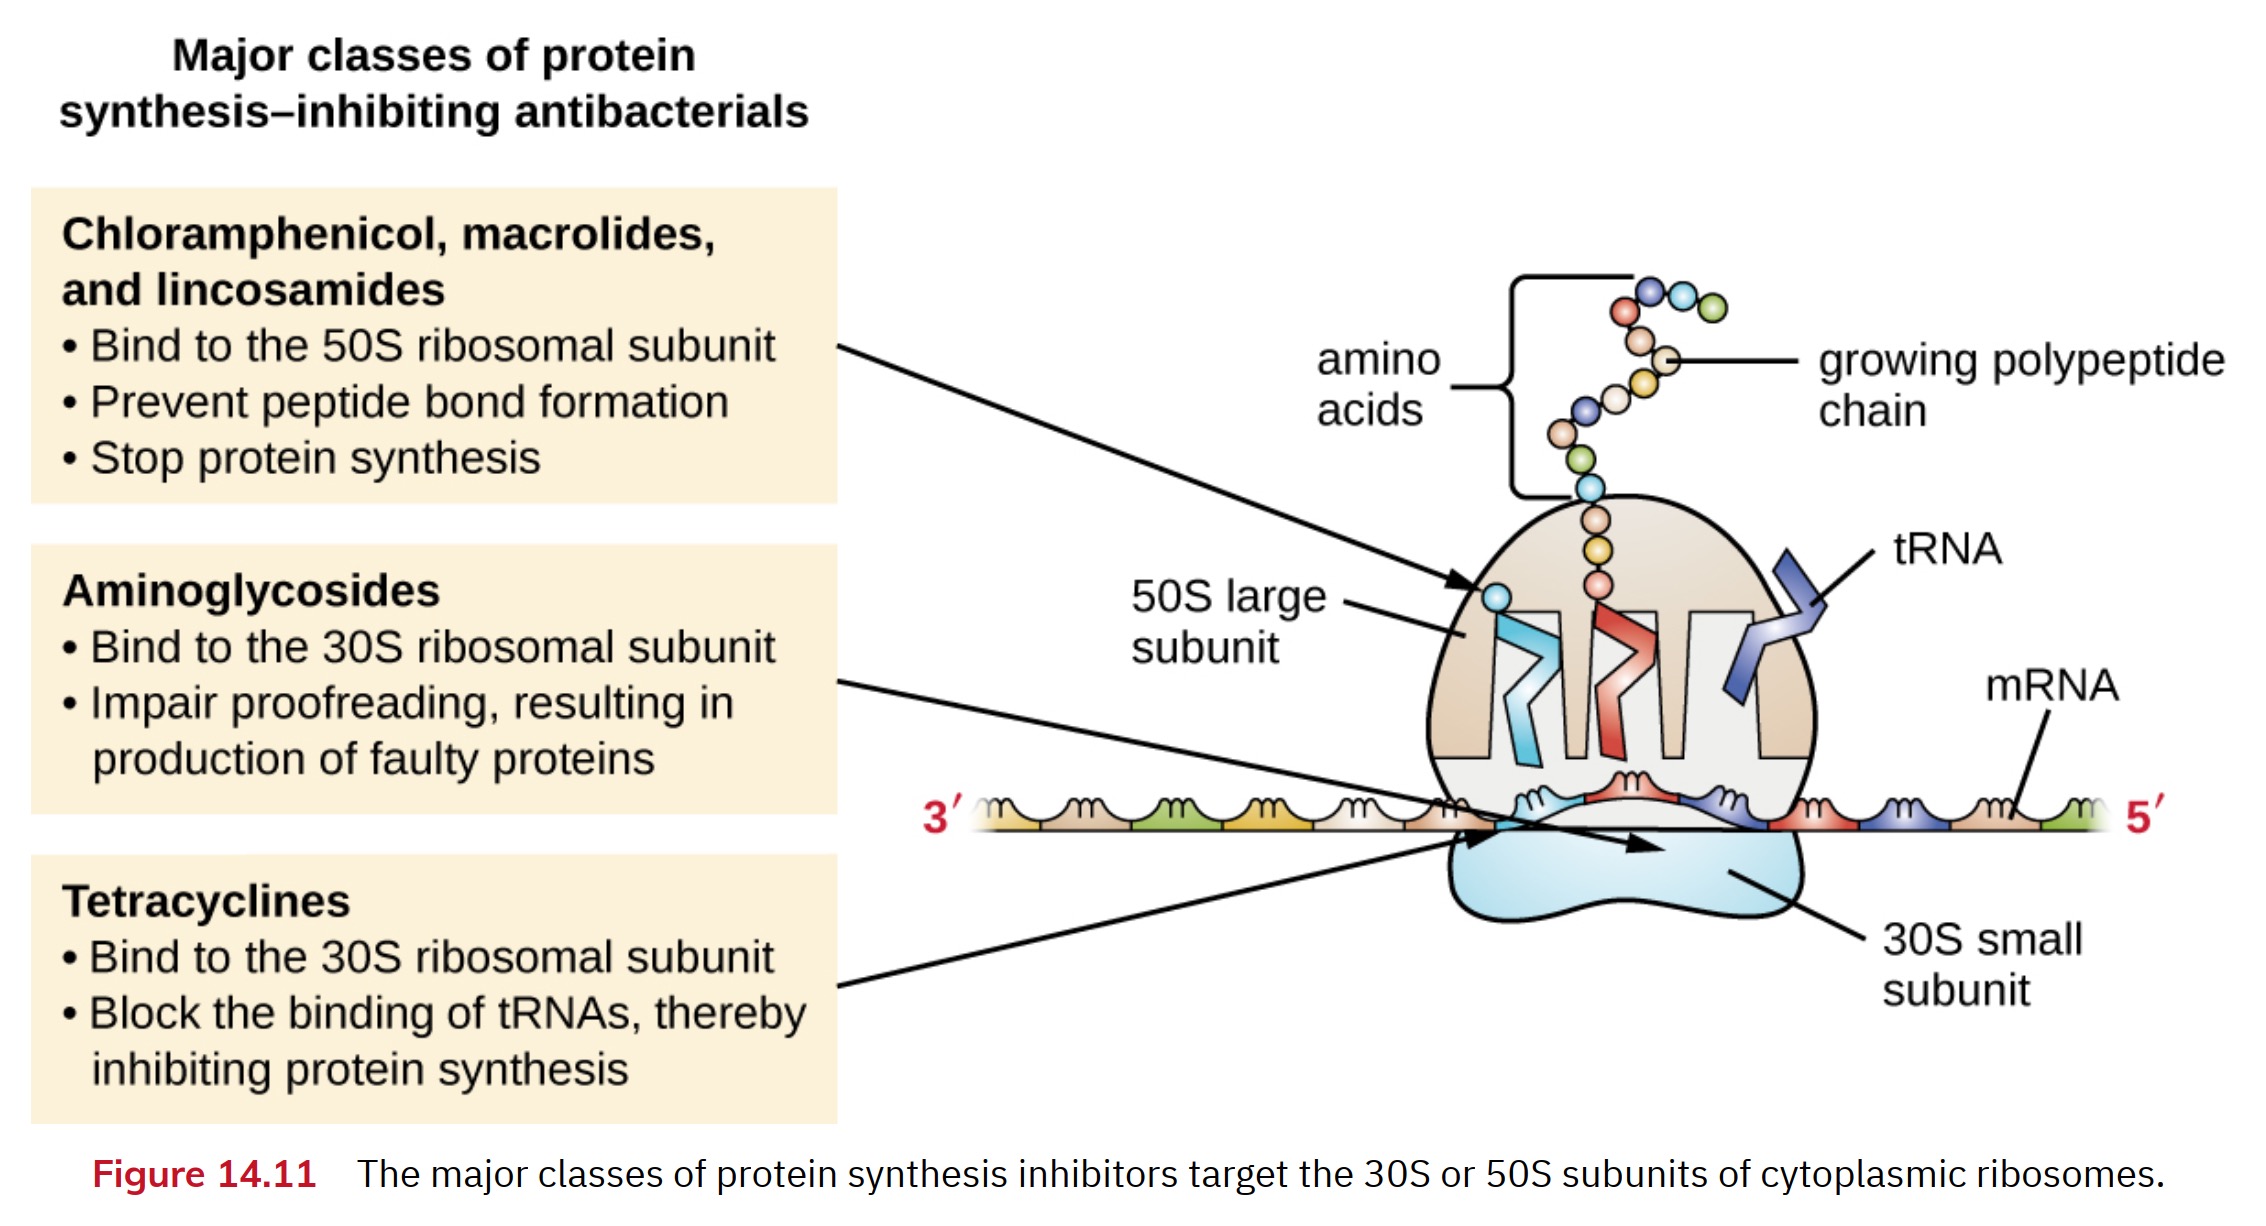 Major classes of protein
synthesis–inhibiting antibacterials
Chloramphenicol, macrolides,
and lincosamides
• Bind to the 50S ribosomal subunit
• Prevent peptide bond formation
• Stop protein synthesis
Aminoglycosides
• Bind to the 30S ribosomal subunit
• Impair proofreading, resulting in
production of faulty proteins
Tetracyclines
• Bind to the 30S ribosomal subunit
• Block the binding of tRNAs, thereby
inhibiting protein synthesis
amino
acids
growing polypeptide
chain
50S large
subunit
tRNA
mRNA
3′
5′
30S small
subunit
Figure 14.11 The major classes of protein synthesis inhibitors target the 30S or 50S subunits of cytoplasmic ribosomes.